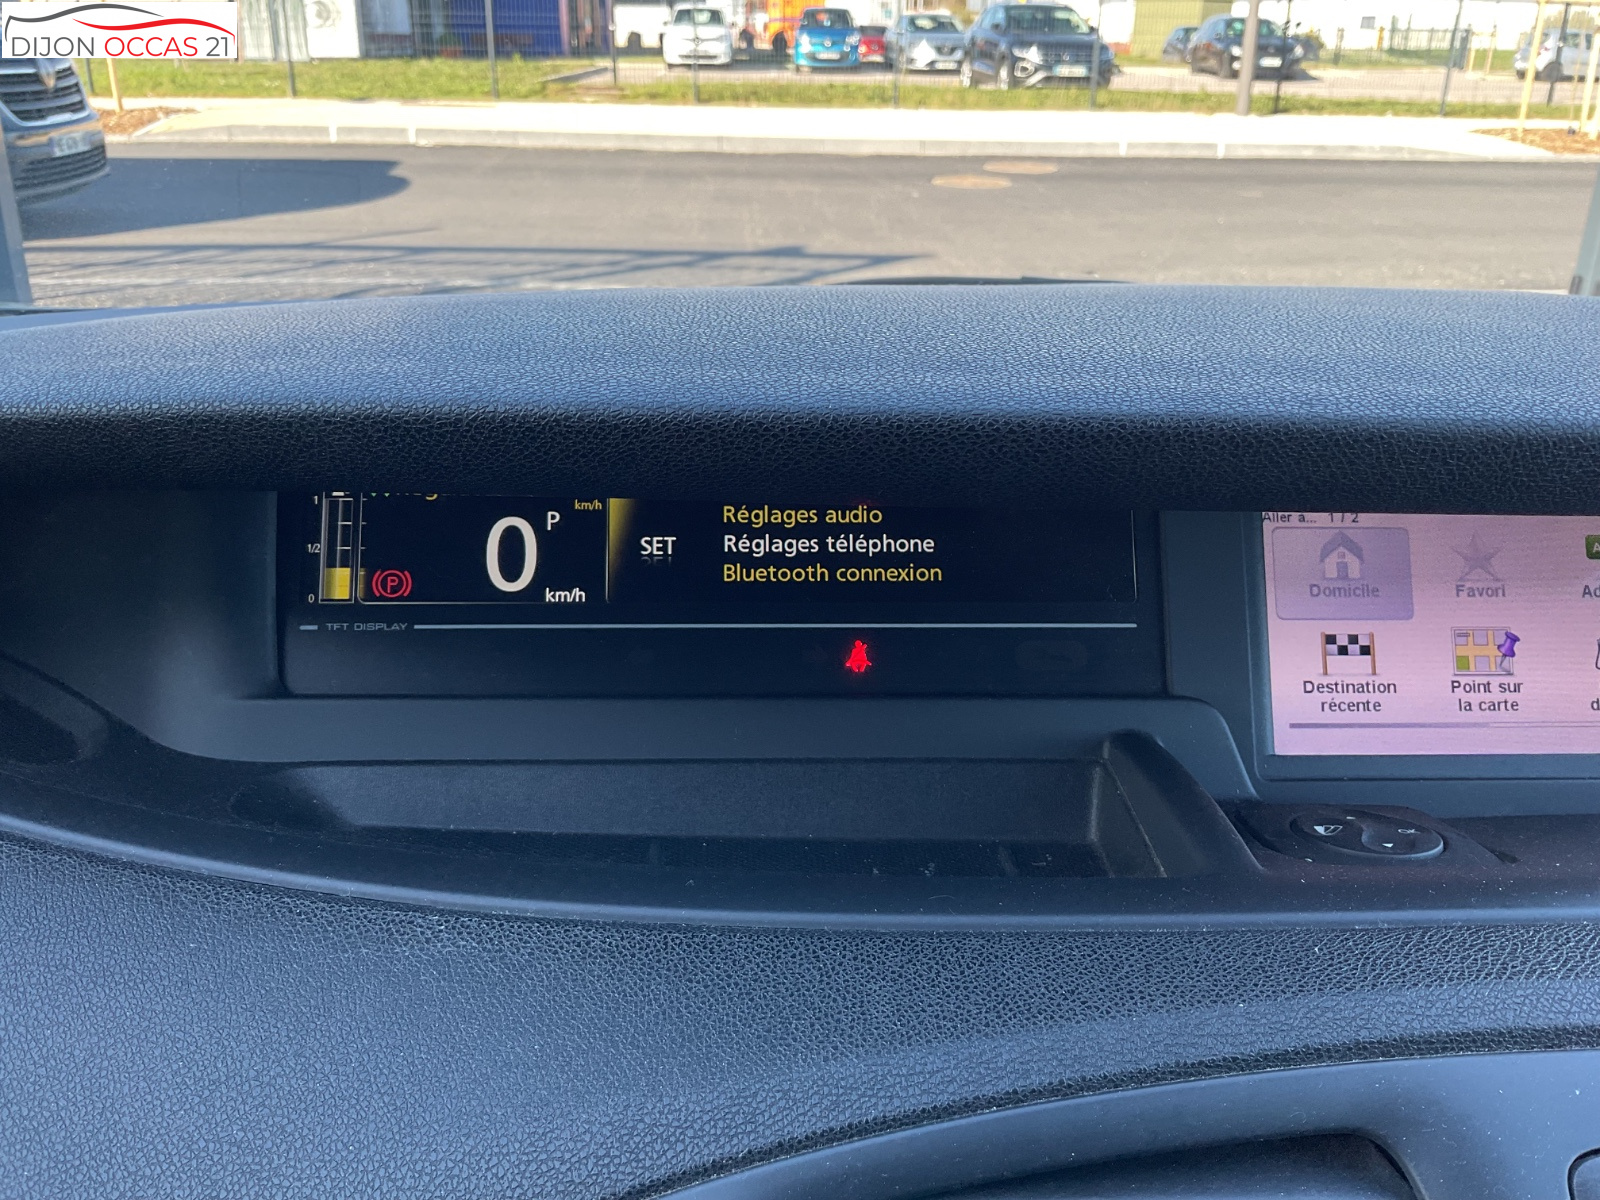 DIJON OCCAS 21
km/h
1
1/2
0
P
0
km/h
P
SET
Réglages audio
Réglages téléphone
Bluetooth connexion
TFT DISPLAY
Aller à... 1 / 2
Domicile
Favori
Destination
récente
Point sur
la carte
OK